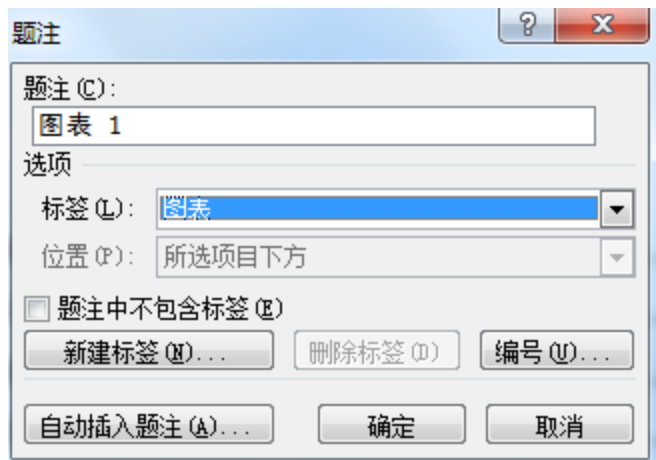 题注
题注(C):
图表 1
选项
标签(L): 图表
位置(P): 所选项目下方
题注中不包含标签(E)
新建标签(N)... 删除标签(D) 编号(U)...
自动插入题注(A)... 确定 取消